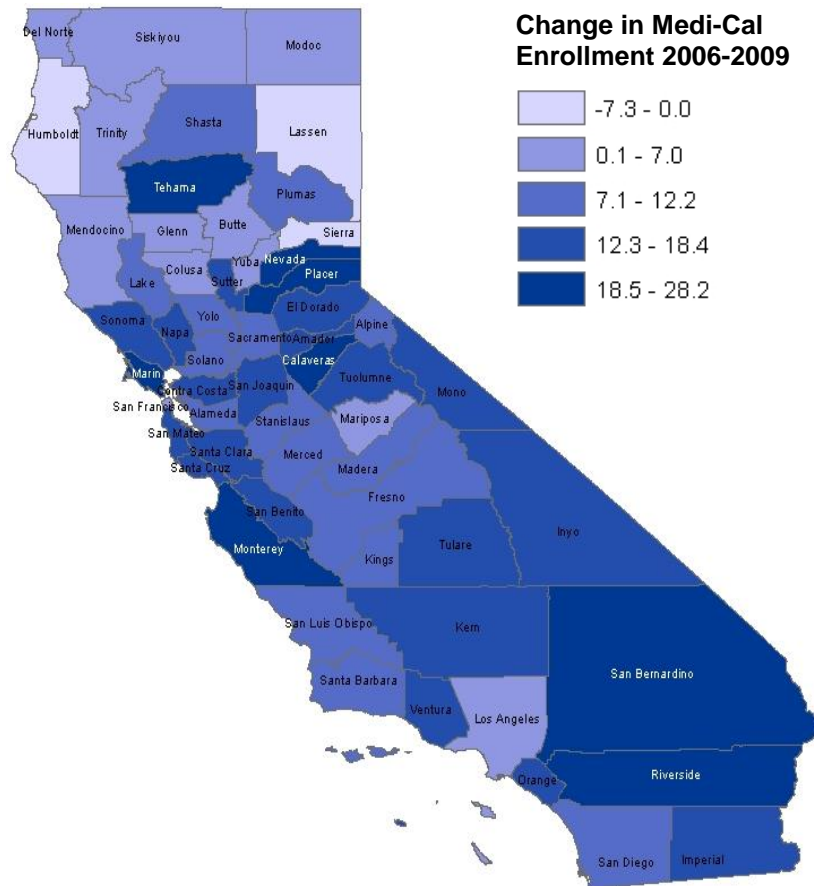 Change in Medi-Cal
Enrollment 2006-2009
-7.3 - 0.0
0.1 - 7.0
7.1 - 12.2
12.3 - 18.4
18.5 - 28.2
Del Norte
Siskiyou
Modoc
Humboldt
Trinity
Shasta
Lassen
Tehama
Plumas
Mendocino
Glenn
Butte
Sierra
Lake
Colusa
Yuba
Nevada
Sutter
Placer
Sonoma
Napa
Yolo
El Dorado
Sacramento
Amador
Alpine
Solano
Calaveras
Marin
Contra Costa
San Joaquin
Tuolumne
Mono
San Francisco
Alameda
Stanislaus
Mariposa
San Mateo
Santa Clara
Merced
Santa Cruz
Madera
Fresno
San Benito
Inyo
Monterey
Kings
Tulare
San Luis Obispo
Kern
Santa Barbara
San Bernardino
Ventura
Los Angeles
Orange
Riverside
San Diego
Imperial